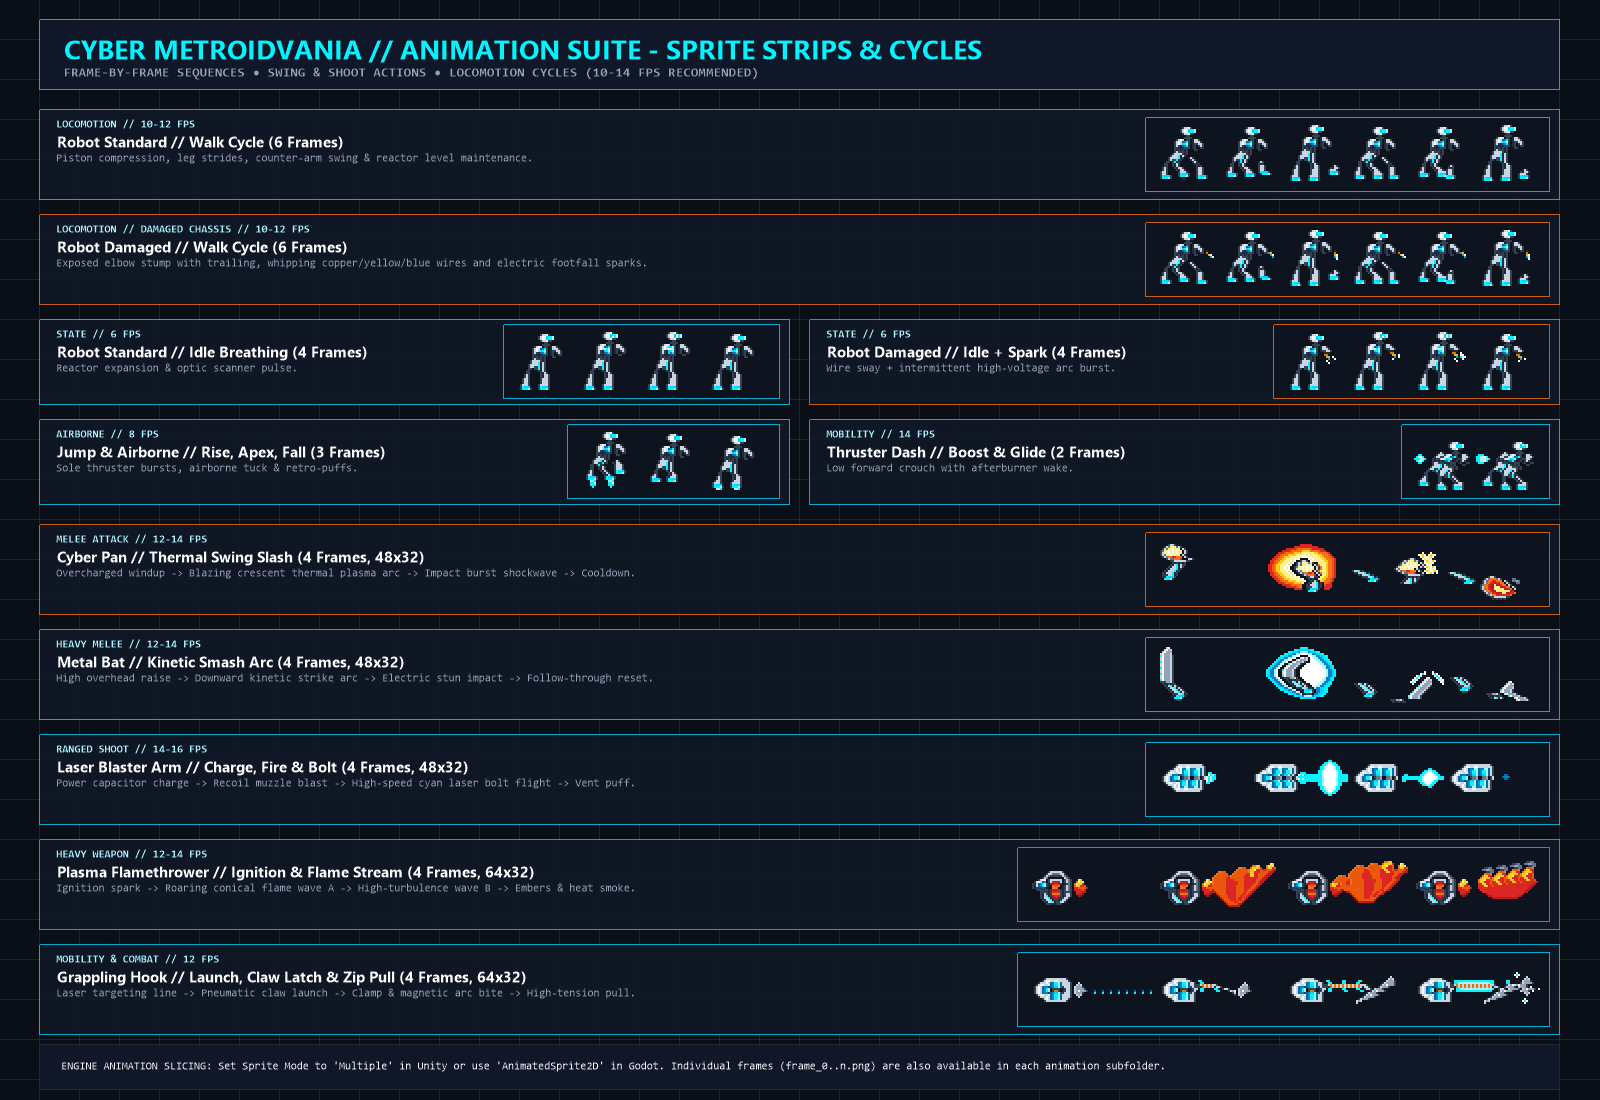 CYBER METROIDVANIA // ANIMATION SUITE - SPRITE STRIPS & CYCLES
FRAME-BY-FRAME SEQUENCES • SWING & SHOOT ACTIONS • LOCOMOTION CYCLES (10-14 FPS RECOMMENDED)
LOCOMOTION // 10-12 FPS
Robot Standard // Walk Cycle (6 Frames)
Piston compression, leg strides, counter-arm swing & reactor level maintenance.
LOCOMOTION // DAMAGED CHASSIS // 10-12 FPS
Robot Damaged // Walk Cycle (6 Frames)
Exposed elbow stump with trailing, whipping copper/yellow/blue wires and electric footfall sparks.
STATE // 6 FPS
Robot Standard // Idle Breathing (4 Frames)
Reactor expansion & optic scanner pulse.
STATE // 6 FPS
Robot Damaged // Idle + Spark (4 Frames)
Wire sway + intermittent high-voltage arc burst.
AIRBORNE // 8 FPS
Jump & Airborne // Rise, Apex, Fall (3 Frames)
Sole thruster bursts, airborne tuck & retro-puffs.
MOBILITY // 14 FPS
Thruster Dash // Boost & Glide (2 Frames)
Low forward crouch with afterburner wake.
MELEE ATTACK // 12-14 FPS
Cyber Pan // Thermal Swing Slash (4 Frames, 48x32)
Overcharged windup -> Blazing crescent thermal plasma arc -> Impact burst shockwave -> Cooldown.
HEAVY MELEE // 12-14 FPS
Metal Bat // Kinetic Smash Arc (4 Frames, 48x32)
High overhead raise -> Downward kinetic strike arc -> Electric stun impact -> Follow-through reset.
RANGED SHOOT // 14-16 FPS
Laser Blaster Arm // Charge, Fire & Bolt (4 Frames, 48x32)
Power capacitor charge -> Recoil muzzle blast -> High-speed cyan laser bolt flight -> Vent puff.
HEAVY WEAPON // 12-14 FPS
Plasma Flamethrower // Ignition & Flame Stream (4 Frames, 64x32)
Ignition spark -> Roaring conical flame wave A -> High-turbulence wave B -> Embers & heat smoke.
MOBILITY & COMBAT // 12 FPS
Grappling Hook // Launch, Claw Latch & Zip Pull (4 Frames, 64x32)
Laser targeting line -> Pneumatic claw launch -> Clamp & magnetic arc bite -> High-tension pull.
ENGINE ANIMATION SLICING: Set Sprite Mode to 'Multiple' in Unity or use 'AnimatedSprite2D' in Godot. Individual frames (frame_0..n.png) are also available in each animation subfolder.